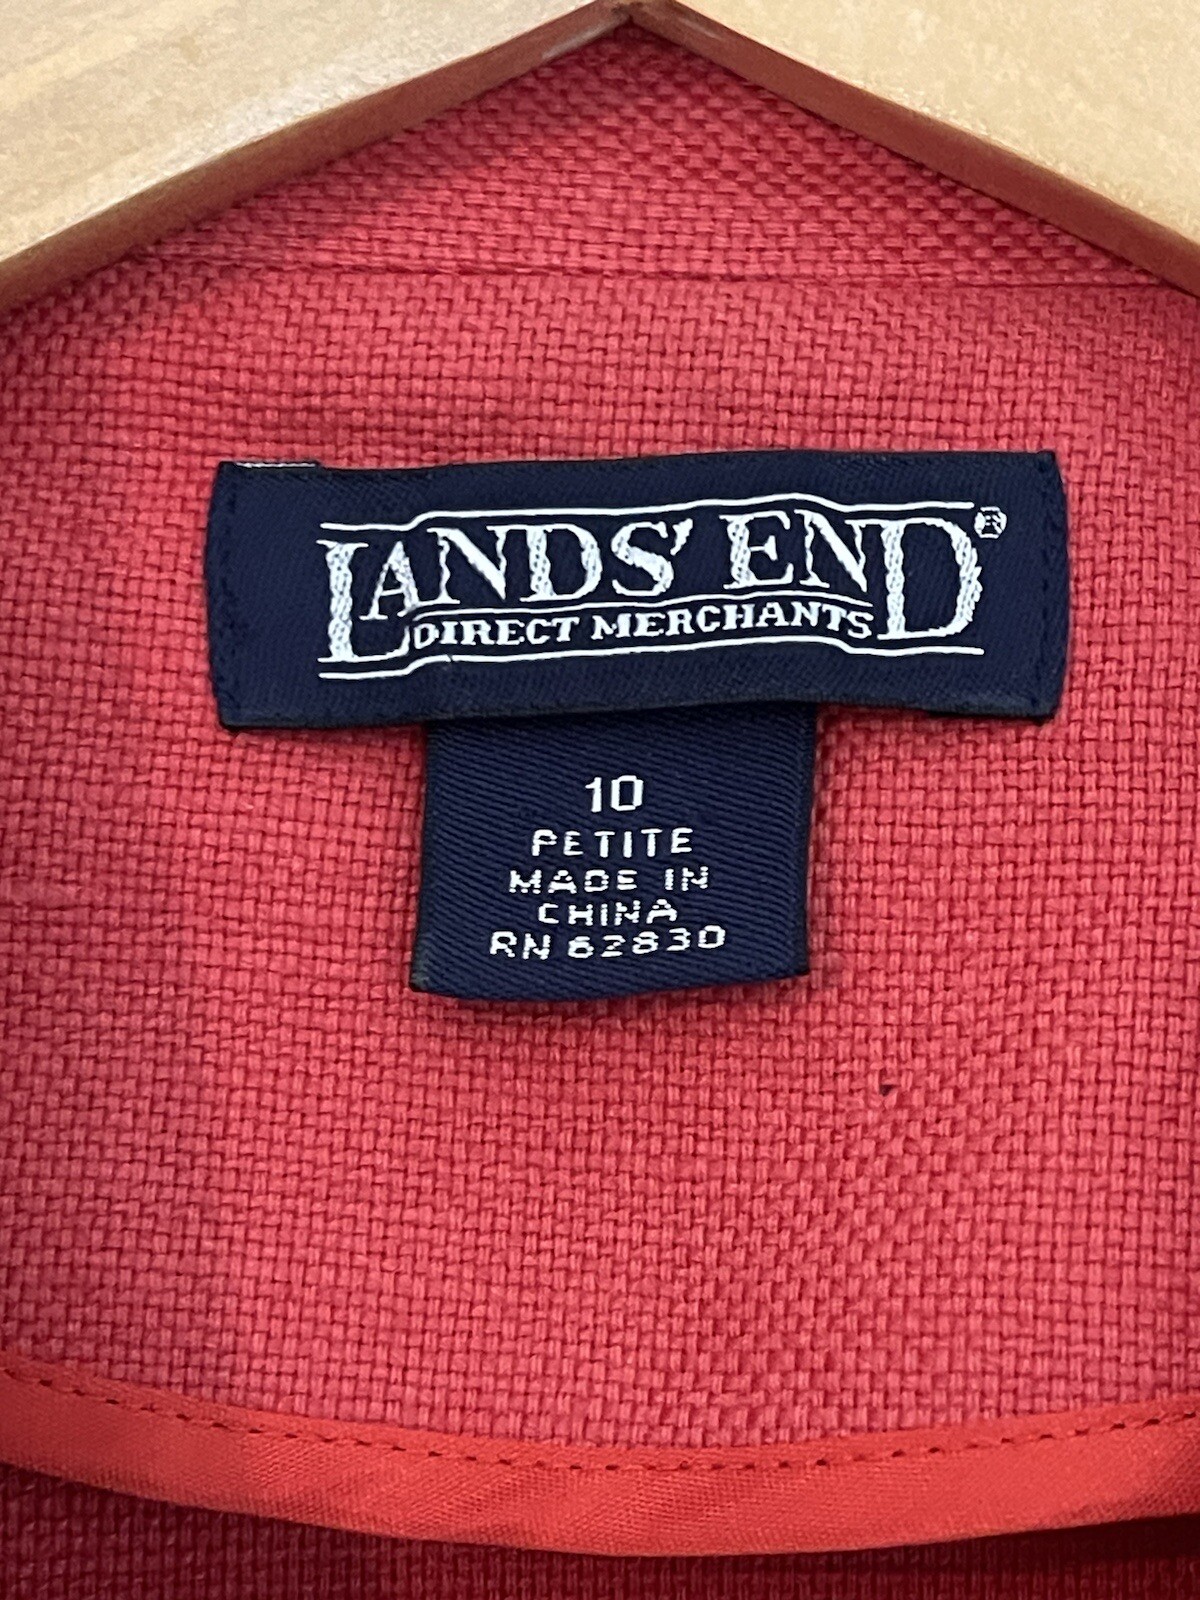 LANDS' END®
DIRECT MERCHANTS
10
PETITE
MADE IN
CHINA
RN 62830